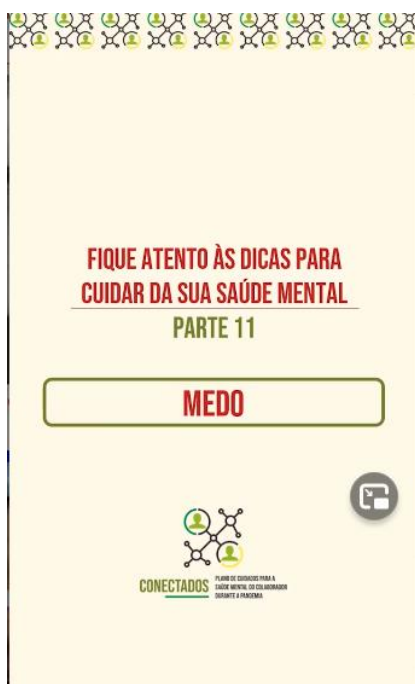 FIQUE ATENTO ÀS DICAS PARA
CUIDAR DA SUA SAÚDE MENTAL
PARTE 11
MEDO
CONECTADOS
PLANO DE CUIDADOS PARA A
SAÚDE MENTAL DO COLABORADOR
DURANTE A PANDEMIA